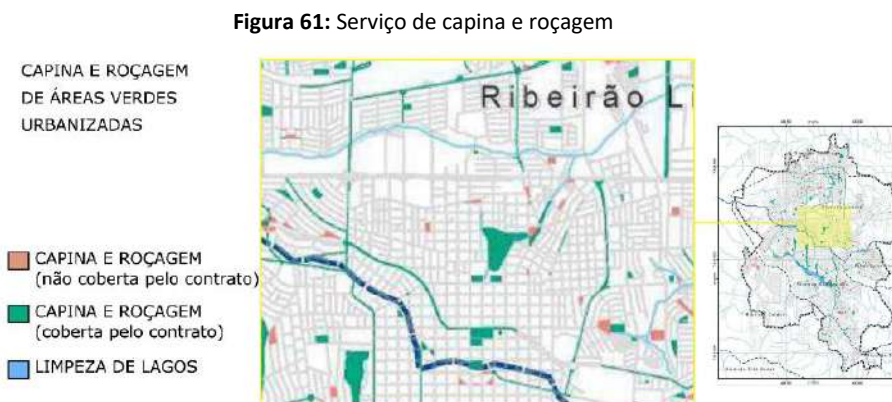 Figura 61: Serviço de capina e roçagem
CAPINA E ROÇAGEM
DE ÁREAS VERDES
URBANIZADAS
Ribeirão L
CAPINA E ROÇAGEM
(não coberta pelo contrato)
CAPINA E ROÇAGEM
(coberta pelo contrato)
LIMPEZA DE LAGOS